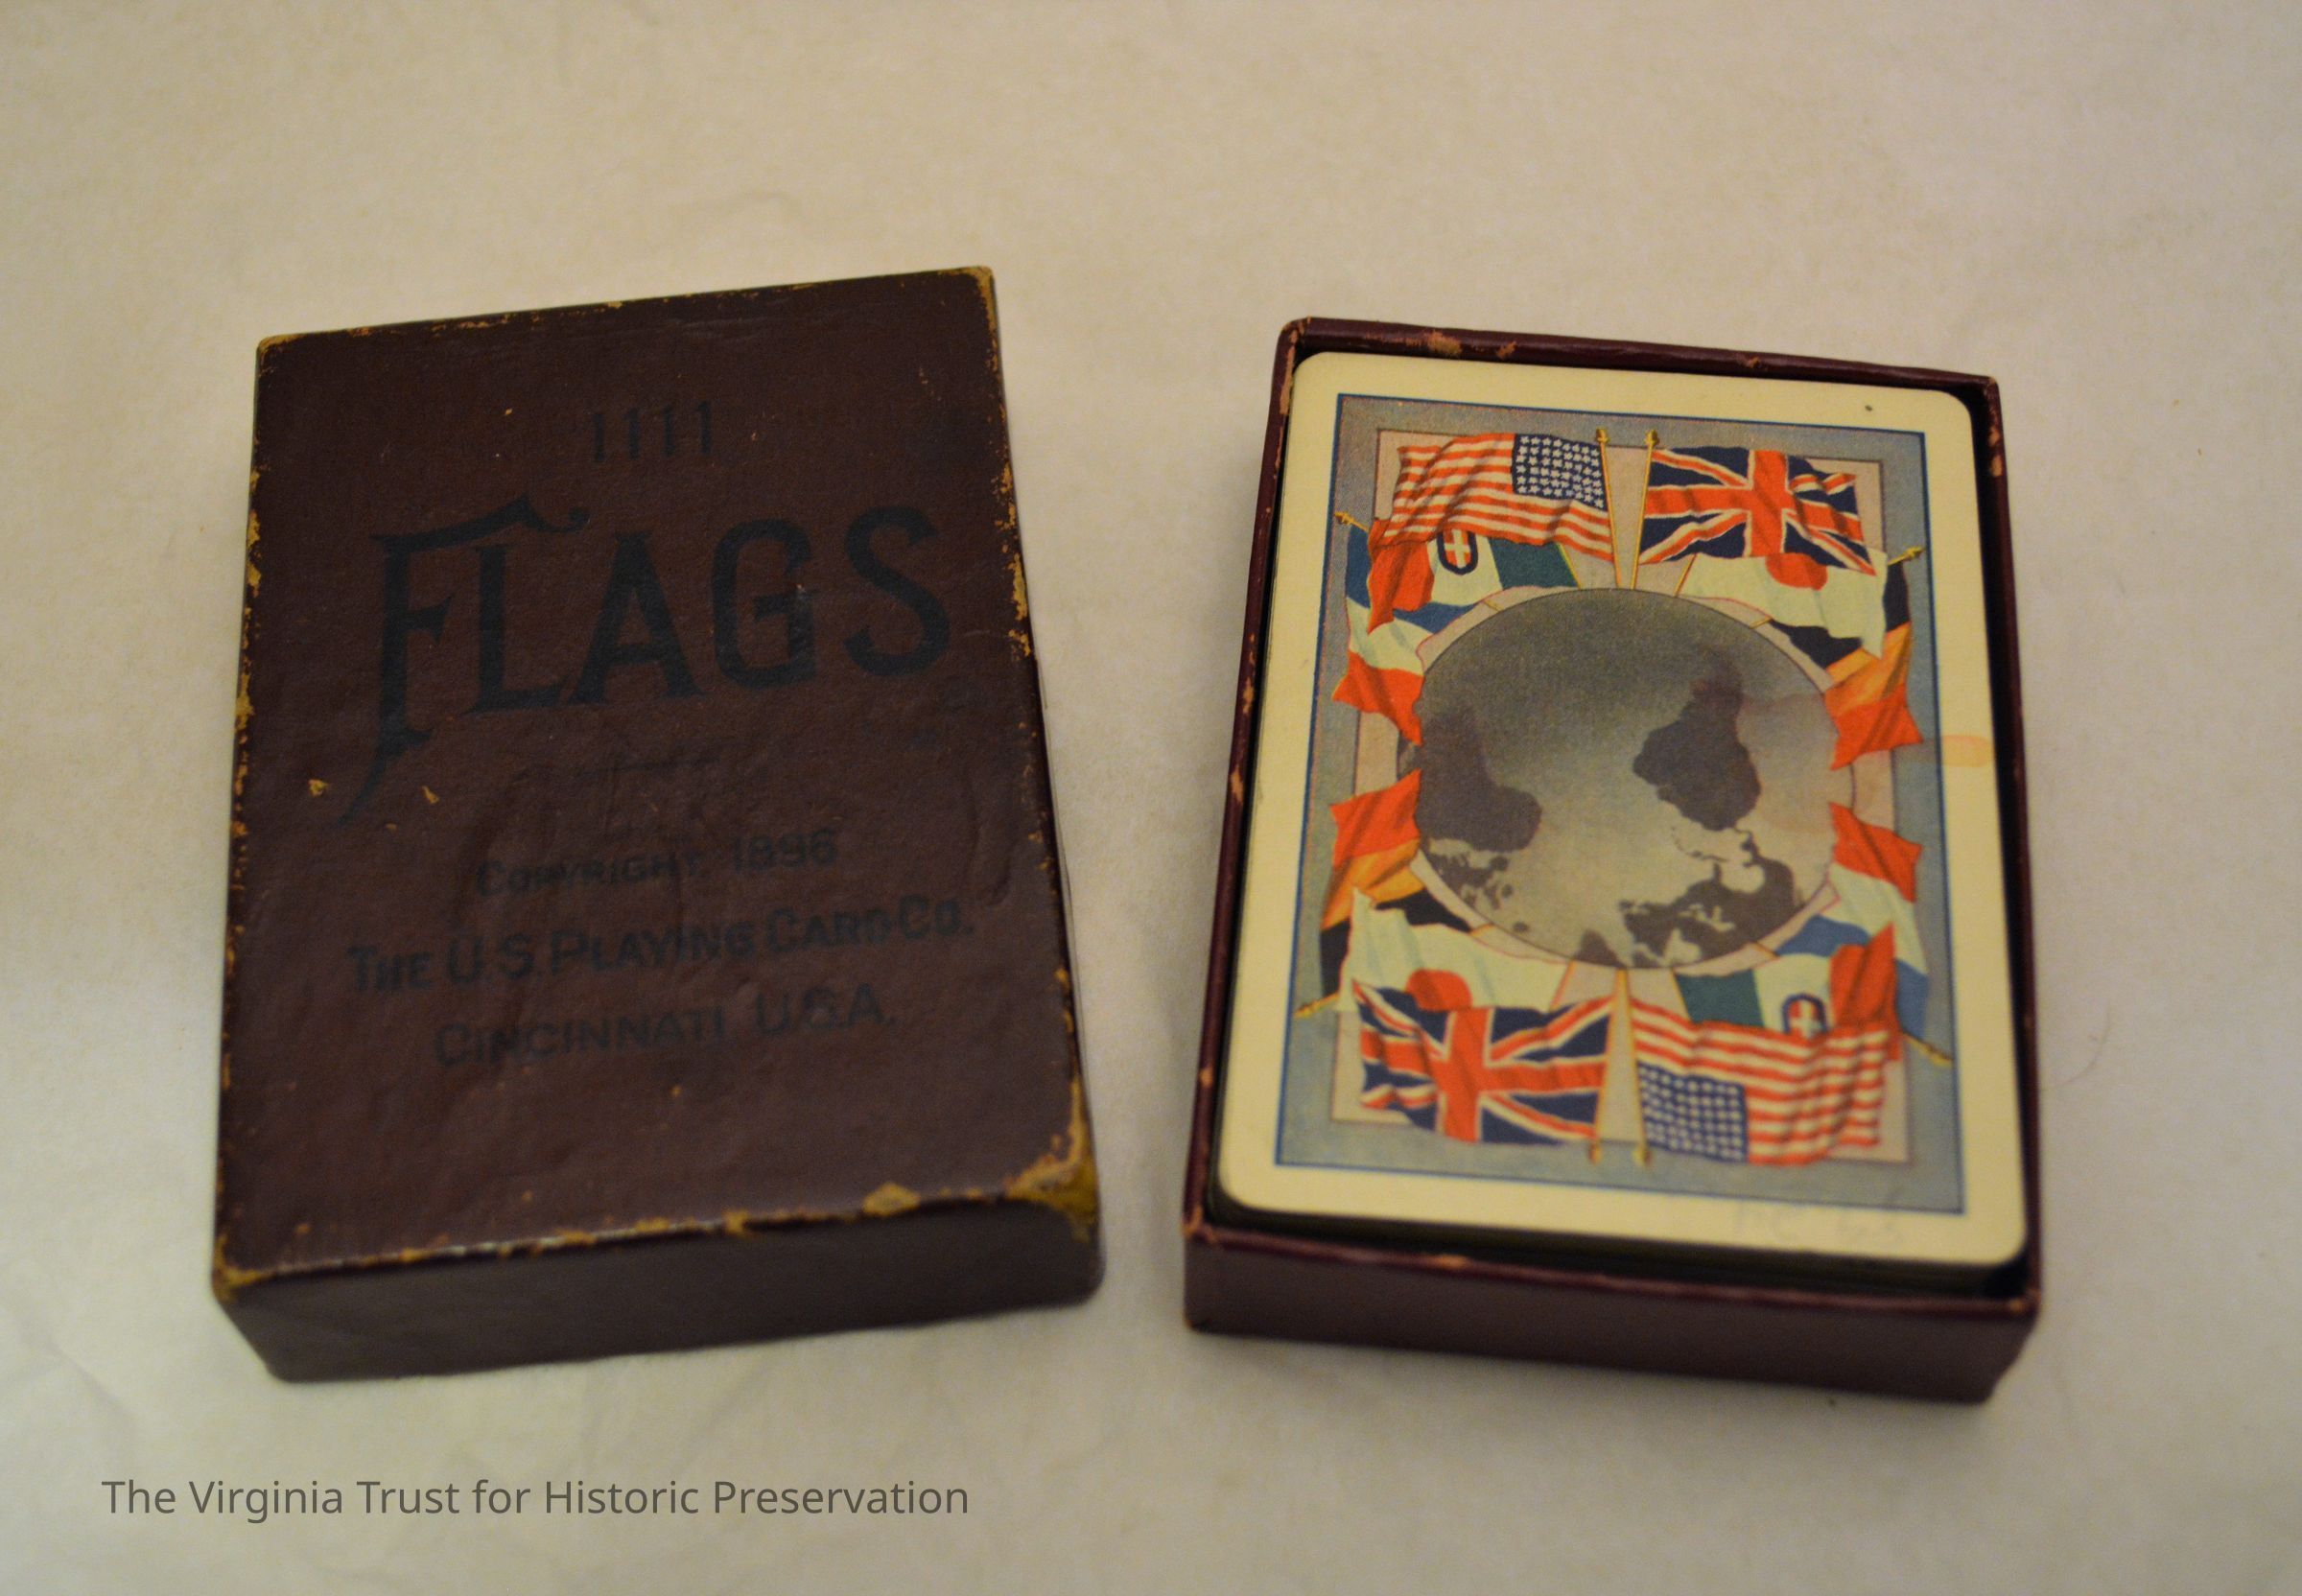 1111
FLAGS
COPYRIGHT 1896
THE U.S. PLAYING CARD CO.
CINCINNATI, U.S.A.
The Virginia Trust for Historic Preservation